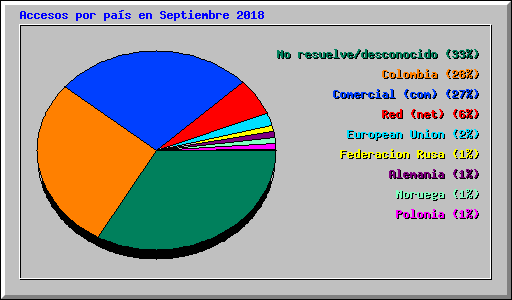 Accesos por país en Septiembre 2018
No resuelve/desconocido (33%)
Colombia (28%)
Comercial (com) (27%)
Red (net) (6%)
European Union (2%)
Federacion Rusa (1%)
Alemania (1%)
Noruega (1%)
Polonia (1%)